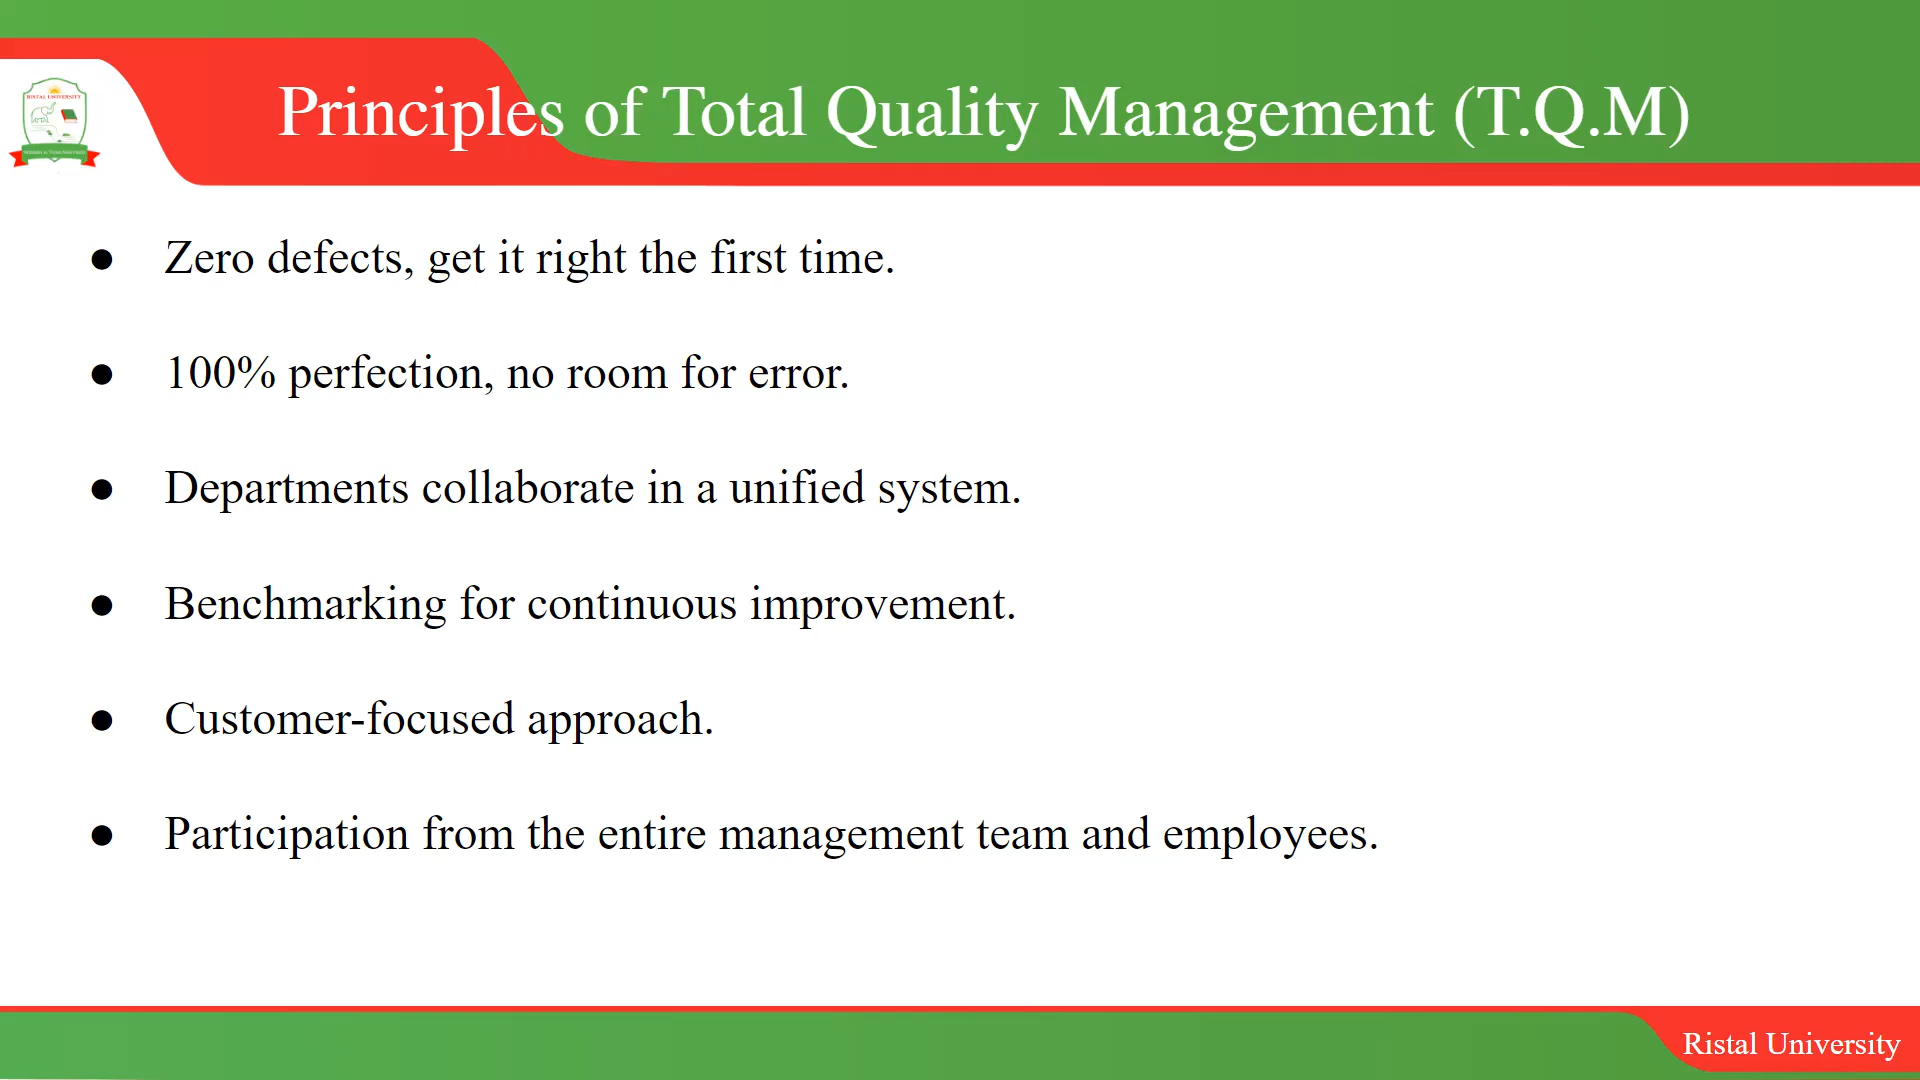 RISTAL UNIVERSITY
Principles of Total Quality Management (T.Q.M)
● Zero defects, get it right the first time.
● 100% perfection, no room for error.
● Departments collaborate in a unified system.
● Benchmarking for continuous improvement.
● Customer-focused approach.
● Participation from the entire management team and employees.
Ristal University